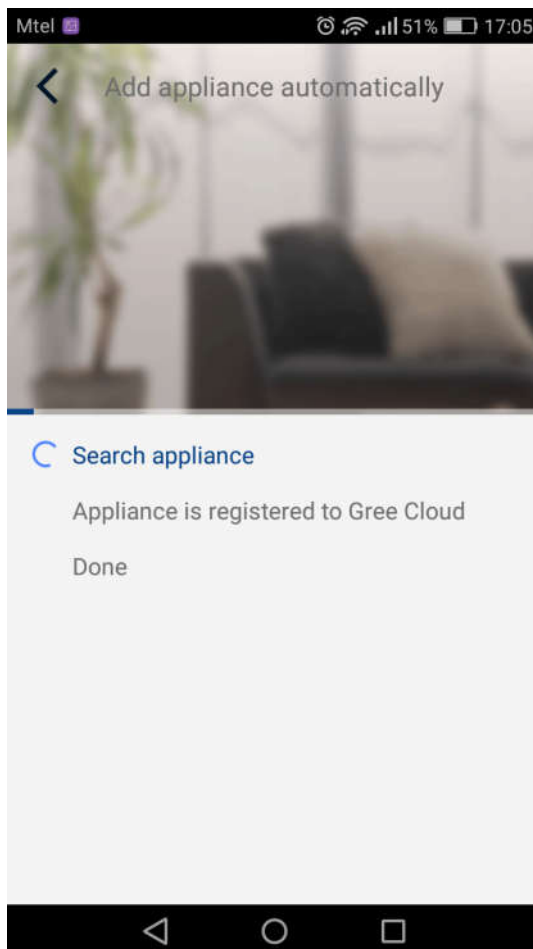 Mtel 51% 17:05
Add appliance automatically
Search appliance
Appliance is registered to Gree Cloud
Done